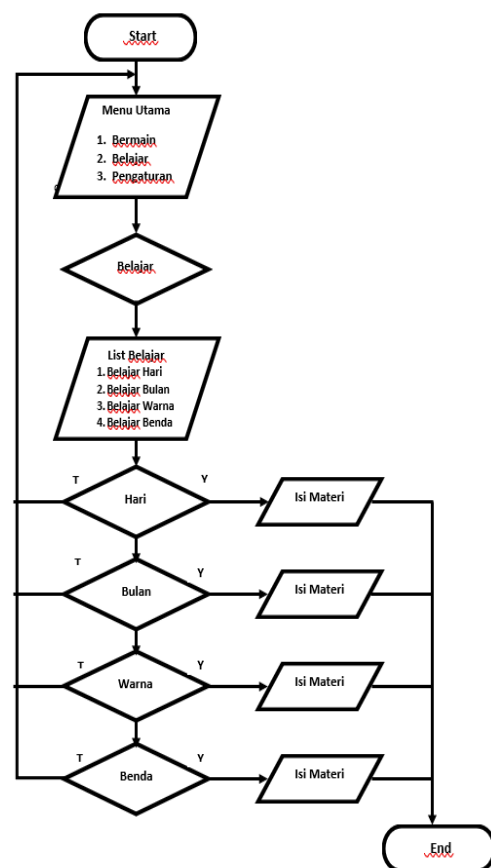 Start
Menu Utama
1. Bermain
2. Belajar
3. Pengaturan
Belajar
List Belajar
1.Belajar Hari
2.Belajar Bulan
3.Belajar Warna
4.Belajar Benda
T
Y
Hari
Isi Materi
T
Y
Bulan
Isi Materi
T
Y
Warna
Isi Materi
T
Y
Benda
Isi Materi
End